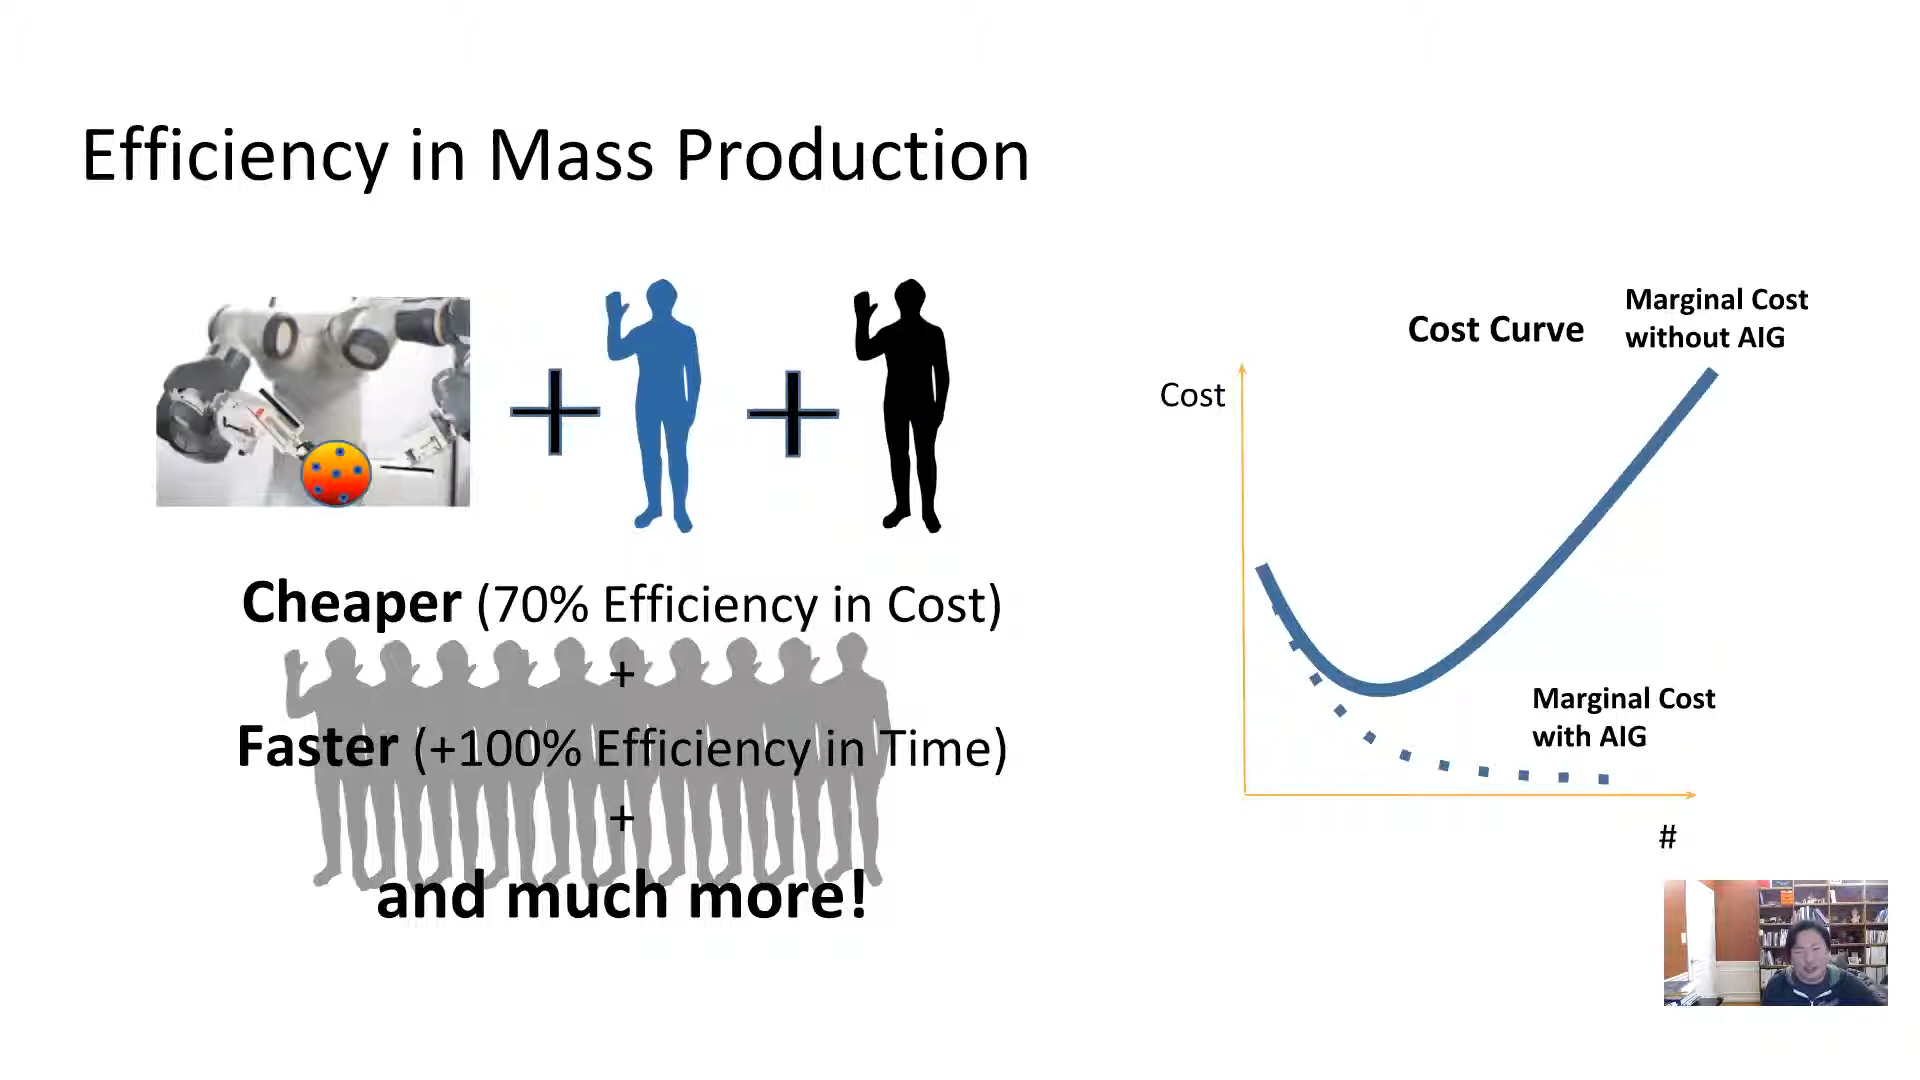 Efficiency in Mass Production
Cheaper (70% Efficiency in Cost)
+
Faster (+100% Efficiency in Time)
+
and much more!
Cost Curve
Marginal Cost
without AIG
Cost
Marginal Cost
with AIG
#